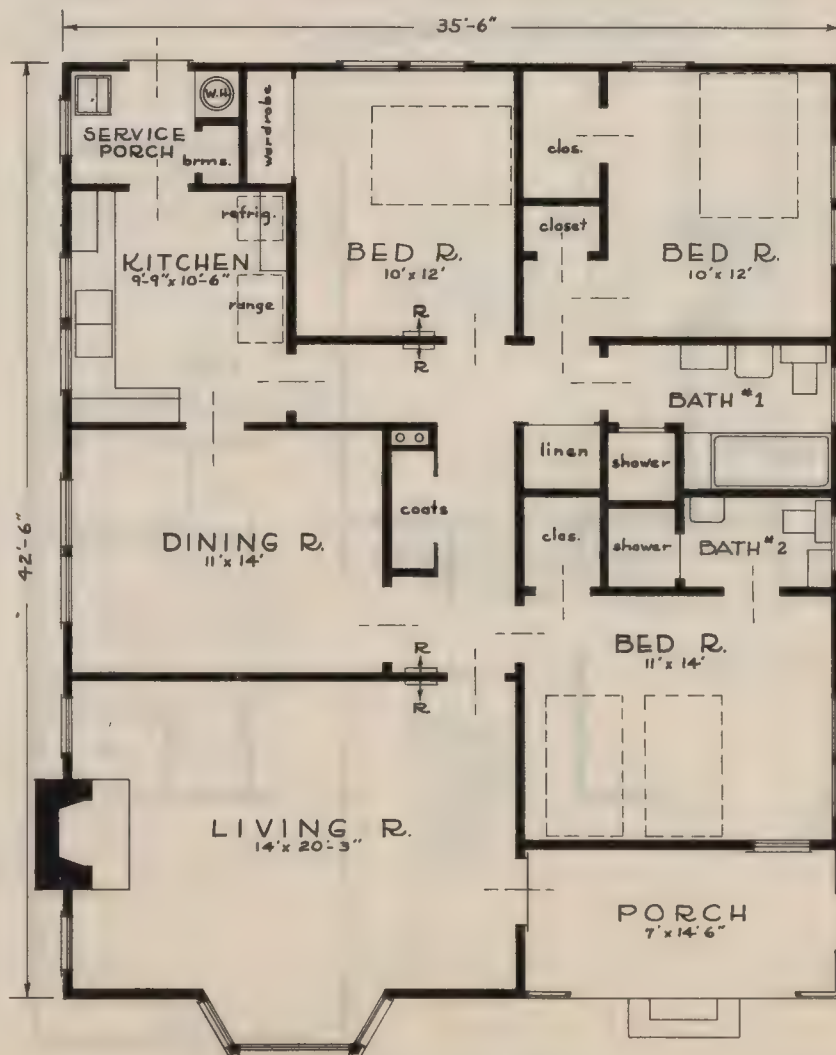 35'-6"
W.H
SERVICE
PORCH
brms.
wardrobe
clos.
refrig.
closet
KITCHEN
9'-9" x 10'-6"
BED R.
10' x 12'
BED R.
10' x 12'
range
R
R
BATH #1
linen
shower
coats
42'-6"
DINING R.
11' x 14'
clos.
shower
BATH #2
R
BED R.
11' x 14'
R
LIVING R.
14' x 20'-3"
PORCH
7' x 14'6"